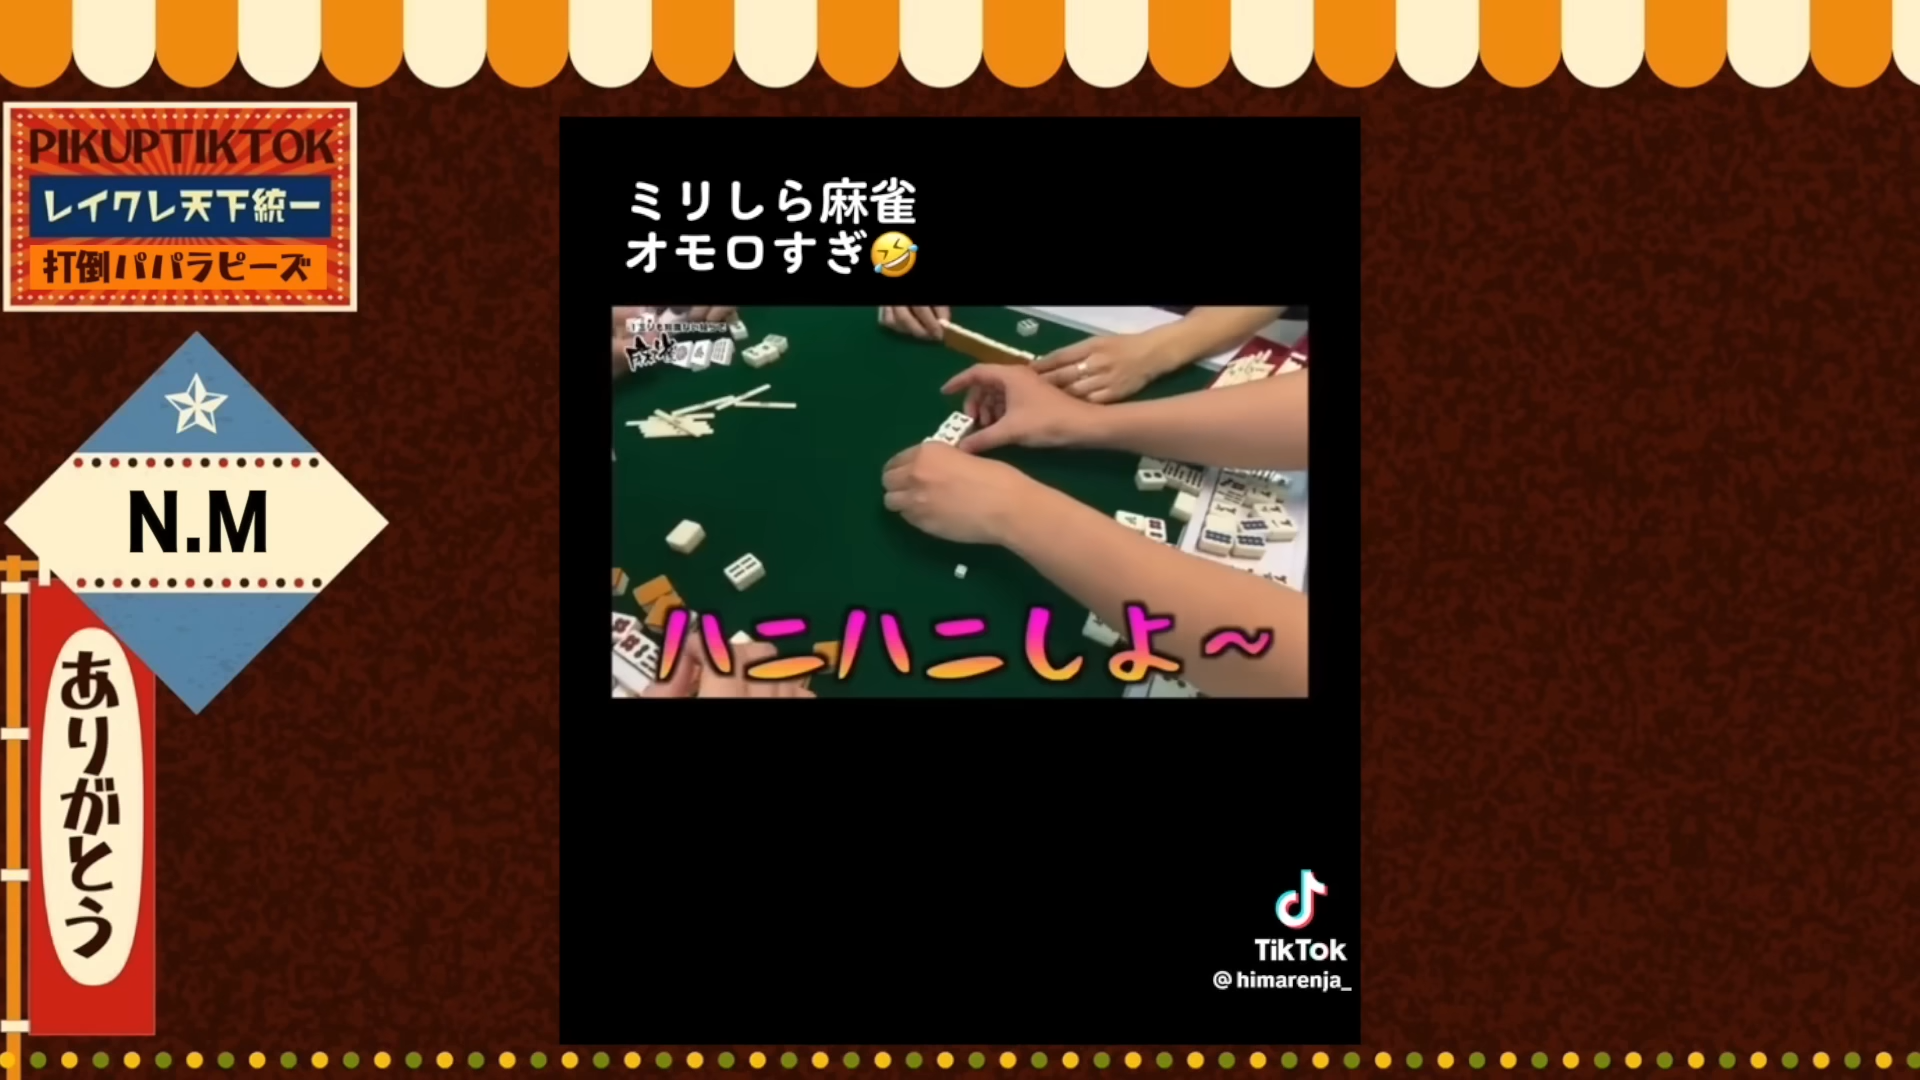 PIKUPTIKTOK
レイクレ天下統一
打倒パパラピーズ
N.M
ありがとう
ミリしら麻雀
オモロすぎ🤣
麻雀
ハニハニしよ～
TikTok
@himarenja_